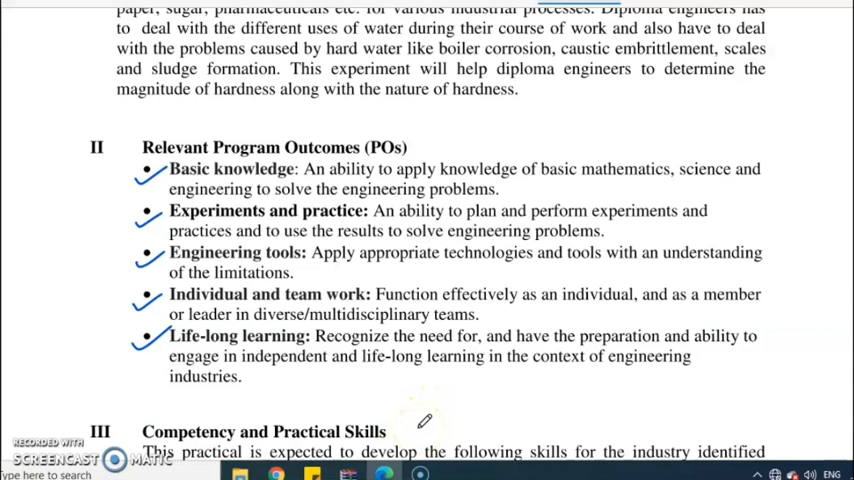 paper, sugar, pharmaceuticals etc. for various industrial processes. Diploma engineers has
to deal with the different uses of water during their course of work and also have to deal
with the problems caused by hard water like boiler corrosion, caustic embrittlement, scales
and sludge formation. This experiment will help diploma engineers to determine the
magnitude of hardness along with the nature of hardness.
II Relevant Program Outcomes (POs)
• Basic knowledge: An ability to apply knowledge of basic mathematics, science and
engineering to solve the engineering problems.
• Experiments and practice: An ability to plan and perform experiments and
practices and to use the results to solve engineering problems.
• Engineering tools: Apply appropriate technologies and tools with an understanding
of the limitations.
• Individual and team work: Function effectively as an individual, and as a member
or leader in diverse/multidisciplinary teams.
• Life-long learning: Recognize the need for, and have the preparation and ability to
engage in independent and life-long learning in the context of engineering
industries.
III Competency and Practical Skills
This practical is expected to develop the following skills for the industry identified
RECORDED WITH
SCREENCAST MATIC
Type here to search
ENG